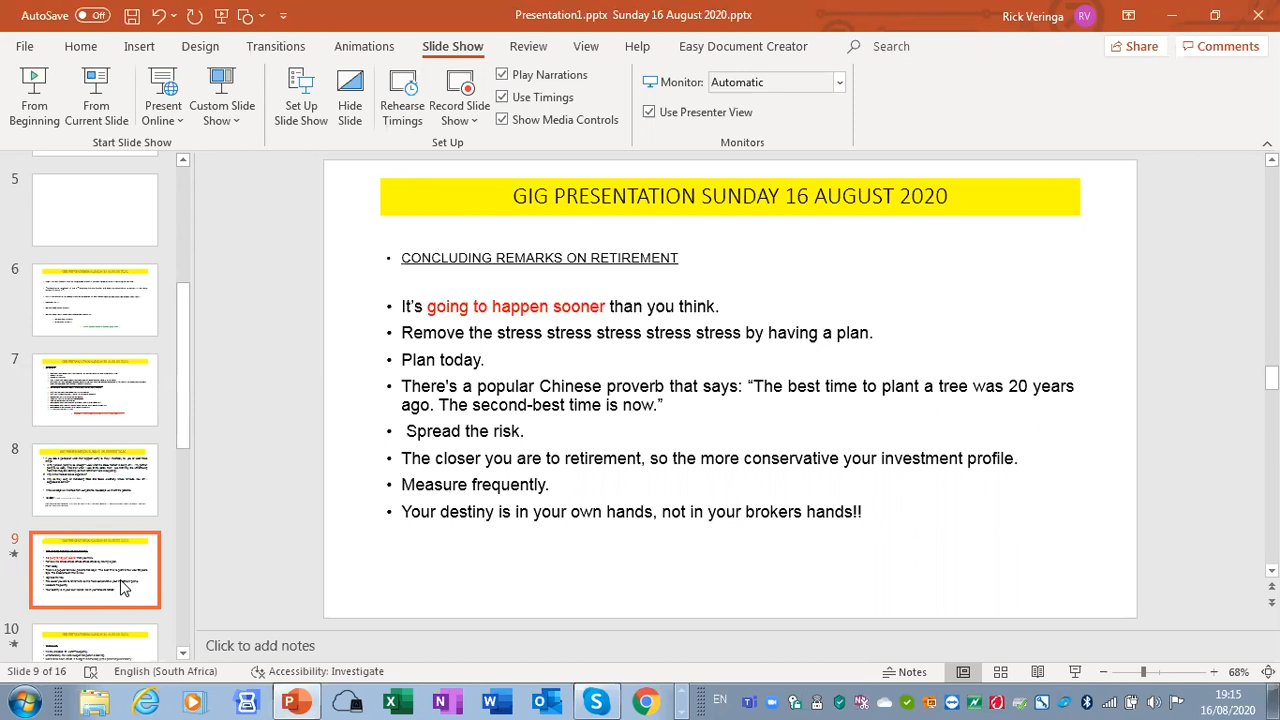 AutoSave Off
Presentation1.pptx Sunday 16 August 2020.pptx
Rick Veringa RV
File Home Insert Design Transitions Animations Slide Show Review View Help Easy Document Creator Search
Share Comments
From Beginning
From Current Slide
Present Online
Custom Slide Show
Start Slide Show
Set Up Slide Show
Hide Slide
Rehearse Timings
Record Slide Show
Play Narrations
Use Timings
Show Media Controls
Set Up
Monitor: Automatic
Use Presenter View
Monitors
5
6
7
8
9
10
GIG PRESENTATION SUNDAY 16 AUGUST 2020
• CONCLUDING REMARKS ON RETIREMENT
• It's going to happen sooner than you think.
• Remove the stress stress stress stress stress by having a plan.
• Plan today.
• There's a popular Chinese proverb that says: “The best time to plant a tree was 20 years
ago. The second-best time is now.”
• Spread the risk.
• The closer you are to retirement, so the more conservative your investment profile.
• Measure frequently.
• Your destiny is in your own hands, not in your brokers hands!!
Click to add notes
Slide 9 of 16 English (South Africa) Accessibility: Investigate Notes 68%
EN
19:15
16/08/2020